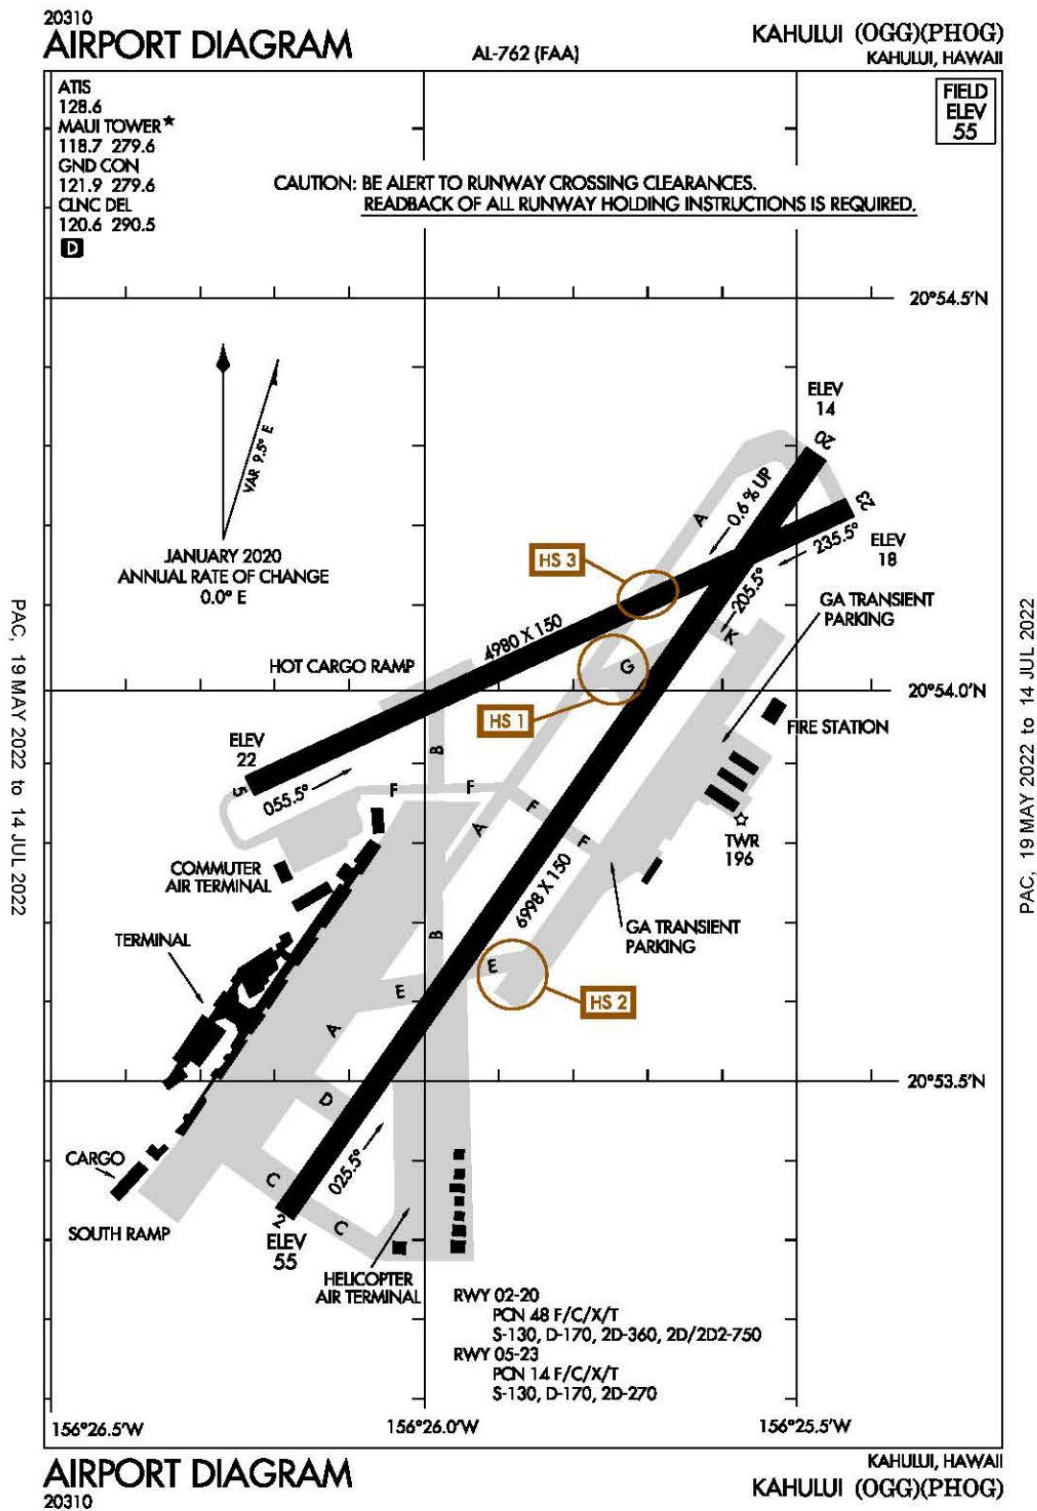 20310
AIRPORT DIAGRAM
AL-762 (FAA)
KAHULUI (OGG)(PHOG)
KAHULUI, HAWAII
ATIS
128.6
MAUI TOWER★
118.7 279.6
GND CON
121.9 279.6
CLNC DEL
120.6 290.5
D
FIELD
ELEV
55
CAUTION: BE ALERT TO RUNWAY CROSSING CLEARANCES.
READBACK OF ALL RUNWAY HOLDING INSTRUCTIONS IS REQUIRED.
20°54.5'N
VAR 9.5° E
JANUARY 2020
ANNUAL RATE OF CHANGE
0.0° E
ELEV
14
20
A
0.6% UP
23
235.5°
ELEV
18
HS 3
205.5°
GA TRANSIENT
PARKING
K
4980 X 150
HOT CARGO RAMP
G
20°54.0'N
HS 1
FIRE STATION
ELEV
22
B
5
055.5°
F
F
F
F
A
TWR
196
COMMUTER
AIR TERMINAL
6998 X 150
GA TRANSIENT
PARKING
TERMINAL
B
E
E
HS 2
A
20°53.5'N
D
025.5°
CARGO
C
C
SOUTH RAMP
2
ELEV
55
HELICOPTER
AIR TERMINAL
RWY 02-20
PCN 48 F/C/X/T
S-130, D-170, 2D-360, 2D/2D2-750
RWY 05-23
PCN 14 F/C/X/T
S-130, D-170, 2D-270
156°26.5'W
156°26.0'W
156°25.5'W
AIRPORT DIAGRAM
20310
KAHULUI, HAWAII
KAHULUI (OGG)(PHOG)
PAC, 19 MAY 2022 to 14 JUL 2022
PAC, 19 MAY 2022 to 14 JUL 2022